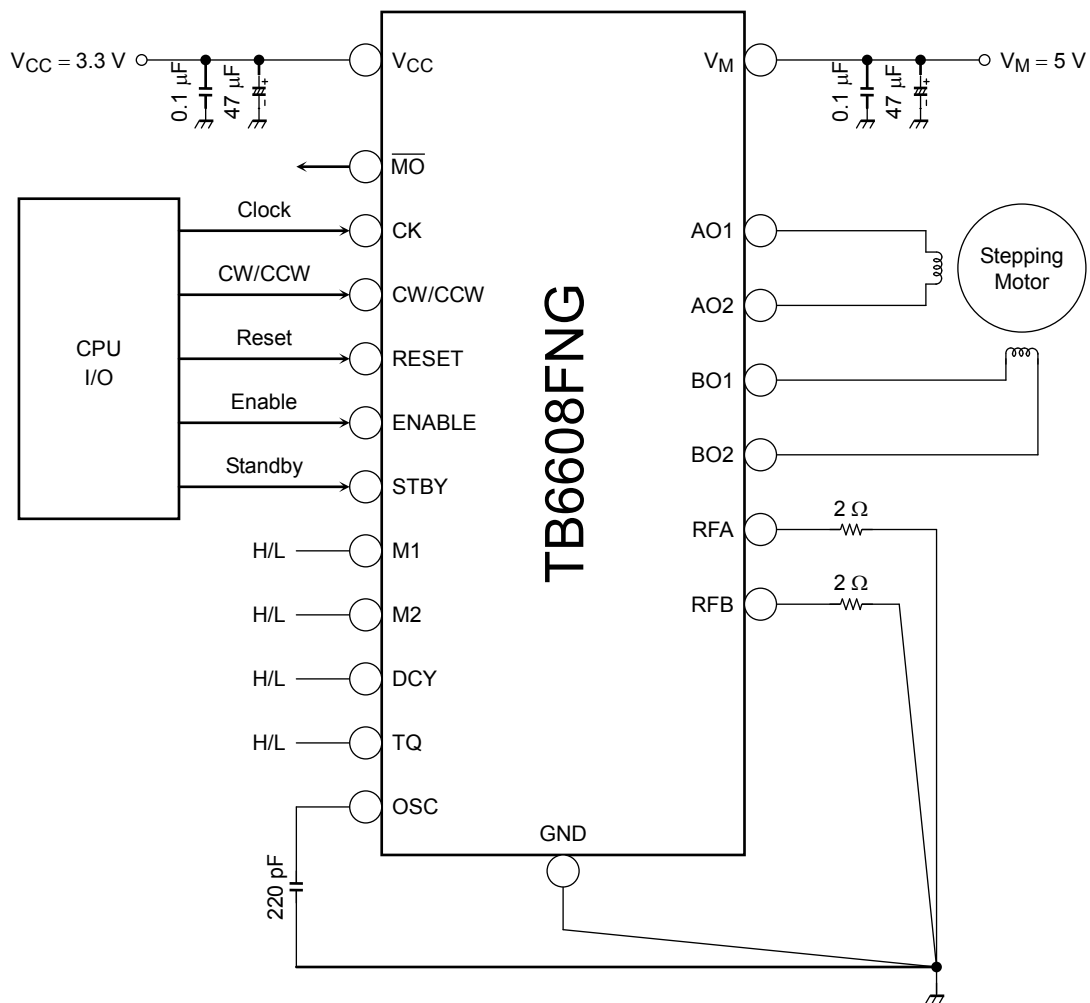 VCC = 3.3 V
0.1 μF
47 μF
- +
VCC
VM
0.1 μF
47 μF
- +
VM = 5 V
MO
CPU
I/O
Clock
CK
CW/CCW
CW/CCW
Reset
RESET
Enable
ENABLE
Standby
STBY
H/L
M1
H/L
M2
H/L
DCY
H/L
TQ
OSC
220 pF
TB6608FNG
GND
AO1
AO2
Stepping
Motor
BO1
BO2
RFA
2 Ω
RFB
2 Ω